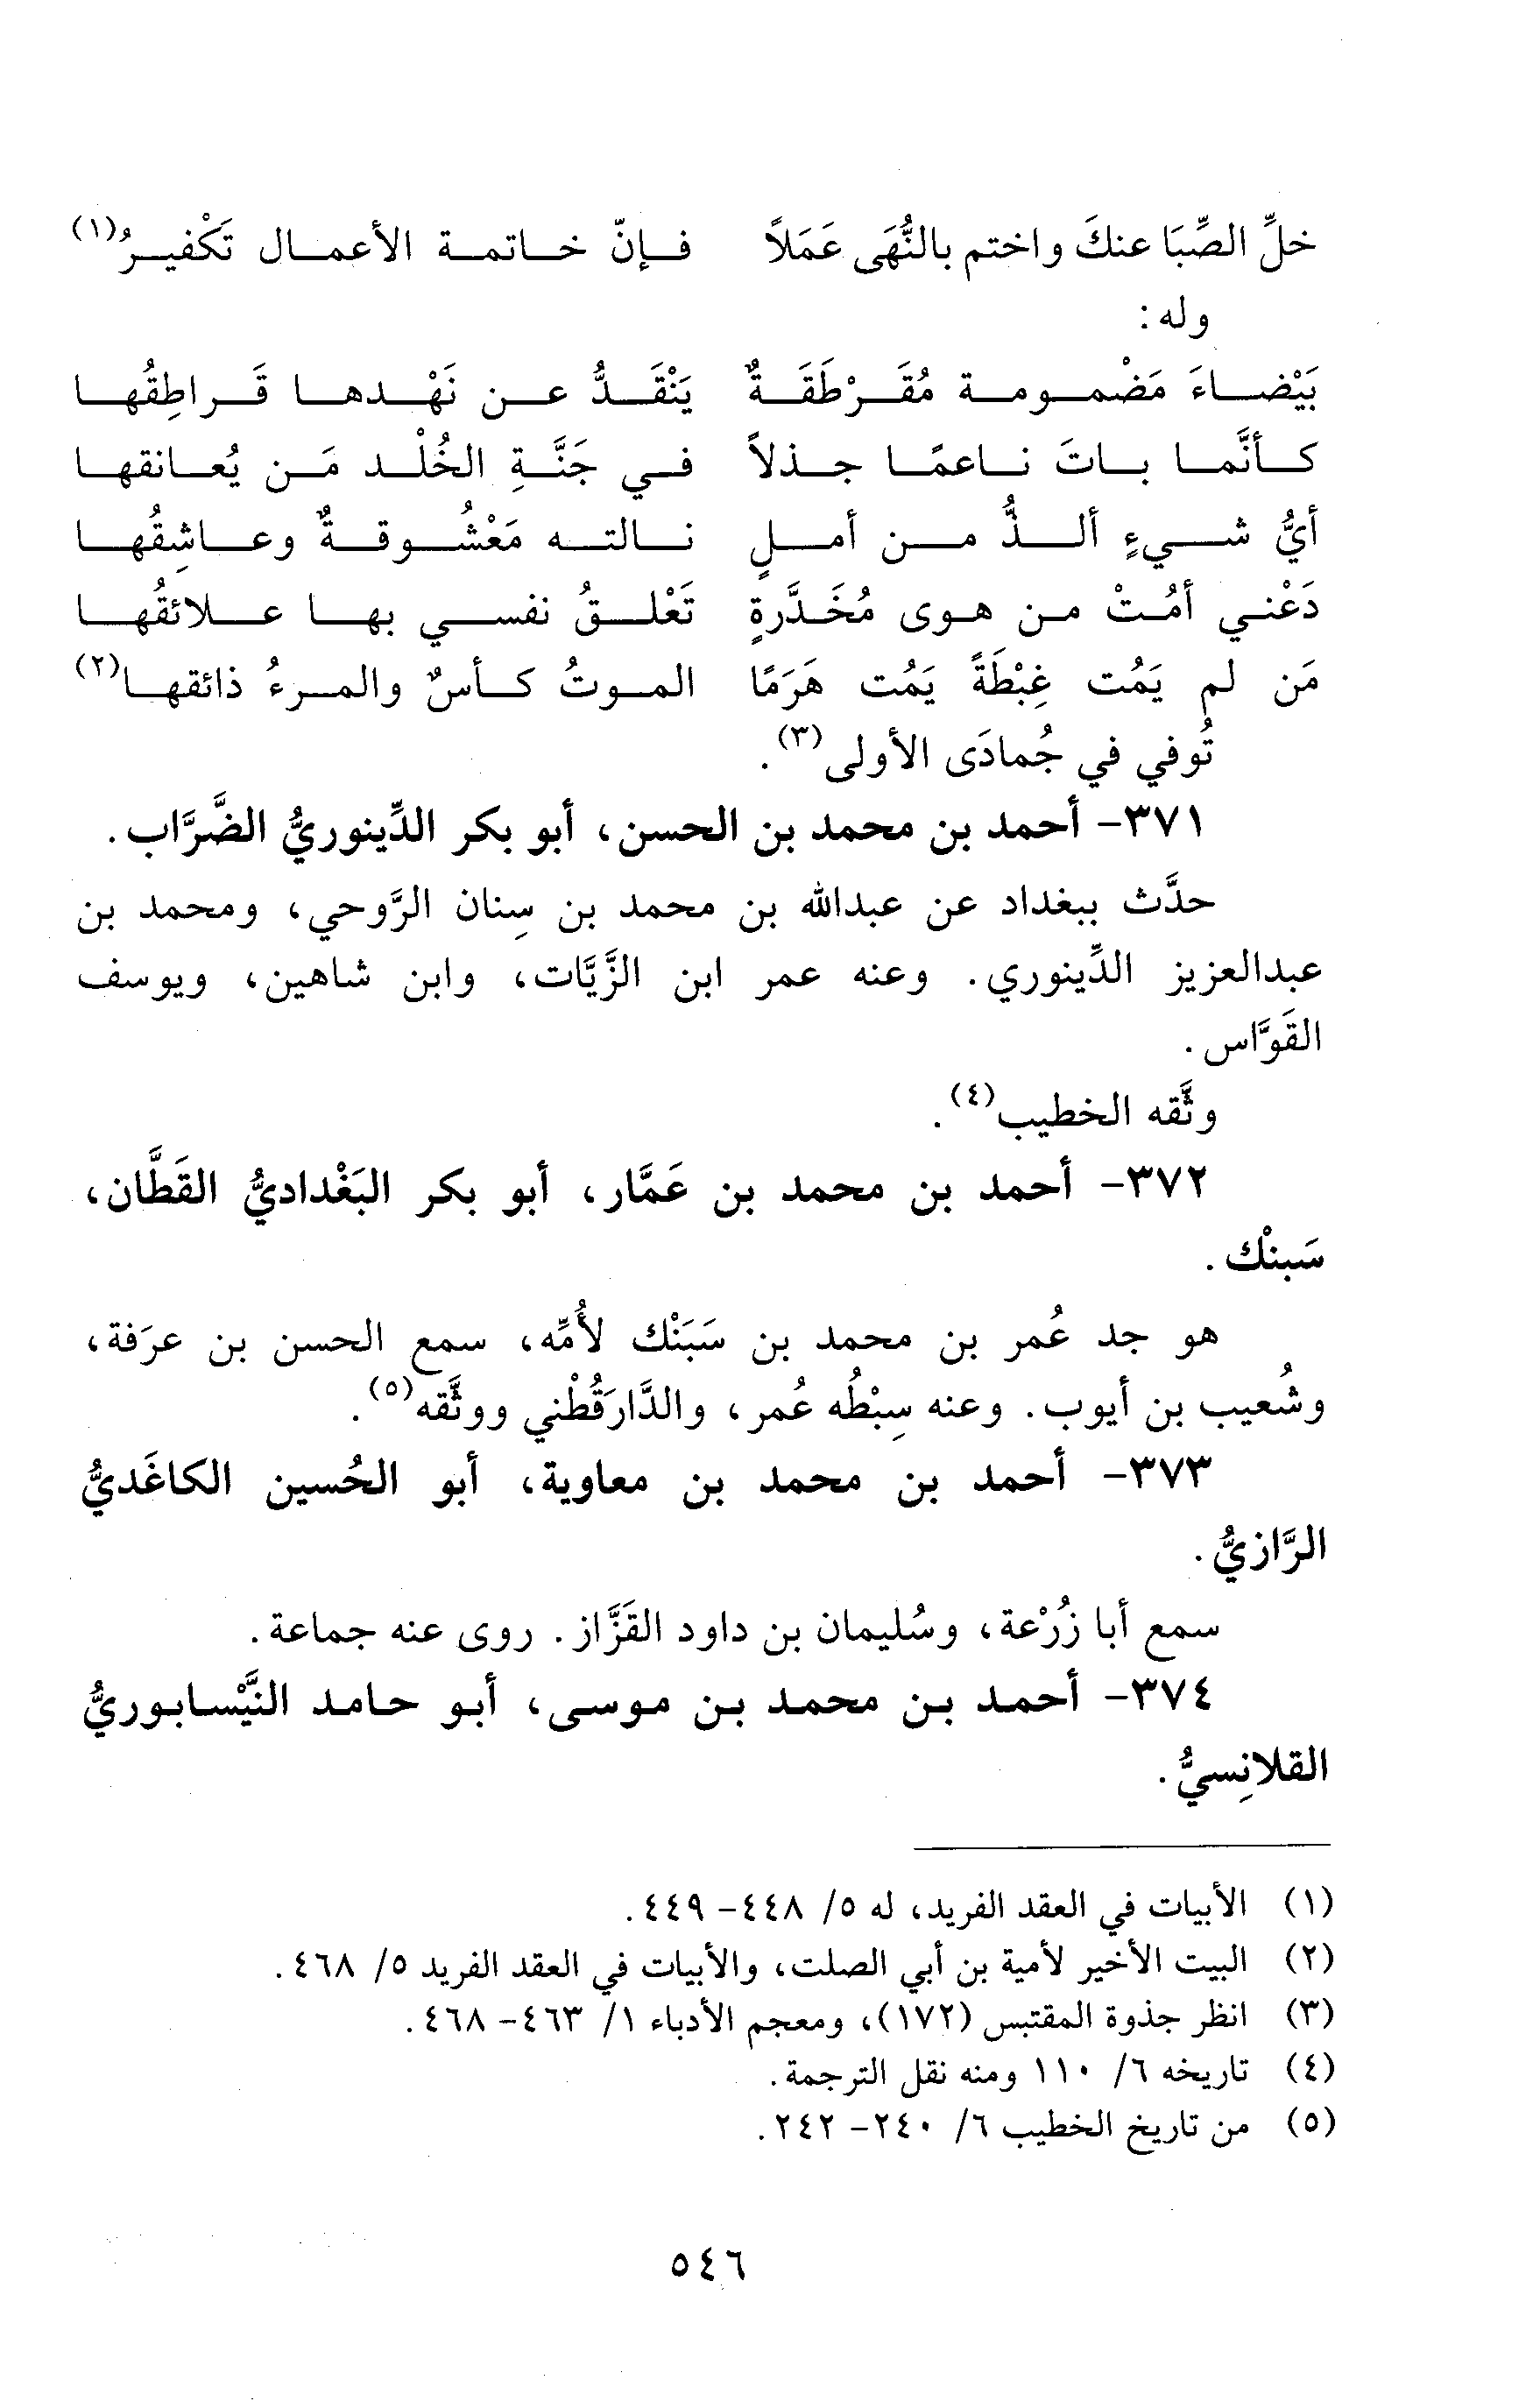 خلِّ الصِّبَا عنكَ واختم بالنُّهَى عَمَلاً فإنّ خاتمة الأعمال تَكْفيرُ(١)
وله :
بَيْضاءَ مَضْمومة مُقَرْطَقَةٌ يَنْقَدُّ عن نَهْدها قَراطِقُها
كأنَّما باتَ ناعمًا جذلاً في جَنَّةِ الخُلْد مَن يُعانقها
أيُّ شيءٍ ألذُّ من أملٍ نالته مَعْشُوقةٌ وعاشِقُها
دَعْني أمُتْ من هوى مُخَدَّرةٍ تَعْلقُ نفسي بها علائقُها
مَن لم يَمُت غِبْطَةً يَمُت هَرَمًا الموتُ كأسٌ والمرءُ ذائقها(٢)
تُوفي في جُمادَى الأولى(٣).
٣٧١- أحمد بن محمد بن الحسن، أبو بكر الدِّينوريُّ الضَّرَّاب.
حدَّث ببغداد عن عبدالله بن محمد بن سِنان الرَّوحي، ومحمد بن
عبدالعزيز الدِّينوري. وعنه عمر ابن الزَّيَّات، وابن شاهين، ويوسف
القَوَّاس.
وثَّقه الخطيب(٤).
٣٧٢- أحمد بن محمد بن عَمَّار، أبو بكر البَغْداديُّ القَطَّان،
سَبنْك.
هو جد عُمر بن محمد بن سَبَنْك لأُمِّه، سمع الحسن بن عرَفة،
وشُعيب بن أيوب. وعنه سِبْطُه عُمر، والدَّارَقُطْني ووثَّقه(٥).
٣٧٣- أحمد بن محمد بن معاوية، أبو الحُسين الكاغَديُّ
الرَّازيُّ.
سمع أبا زُرْعة، وسُليمان بن داود القَزَّاز. روى عنه جماعة.
٣٧٤- أحمد بن محمد بن موسى، أبو حامد النَّيْسابوريُّ
القلانِسيُّ.
(١) الأبيات في العقد الفريد، له ٥/ ٤٤٨- ٤٤٩.
(٢) البيت الأخير لأمية بن أبي الصلت، والأبيات في العقد الفريد ٥/ ٤٦٨.
(٣) انظر جذوة المقتبس (١٧٢)، ومعجم الأدباء ١/ ٤٦٣- ٤٦٨.
(٤) تاريخه ٦/ ١١٠ ومنه نقل الترجمة.
(٥) من تاريخ الخطيب ٦/ ٢٤٠- ٢٤٢.
٥٤٦